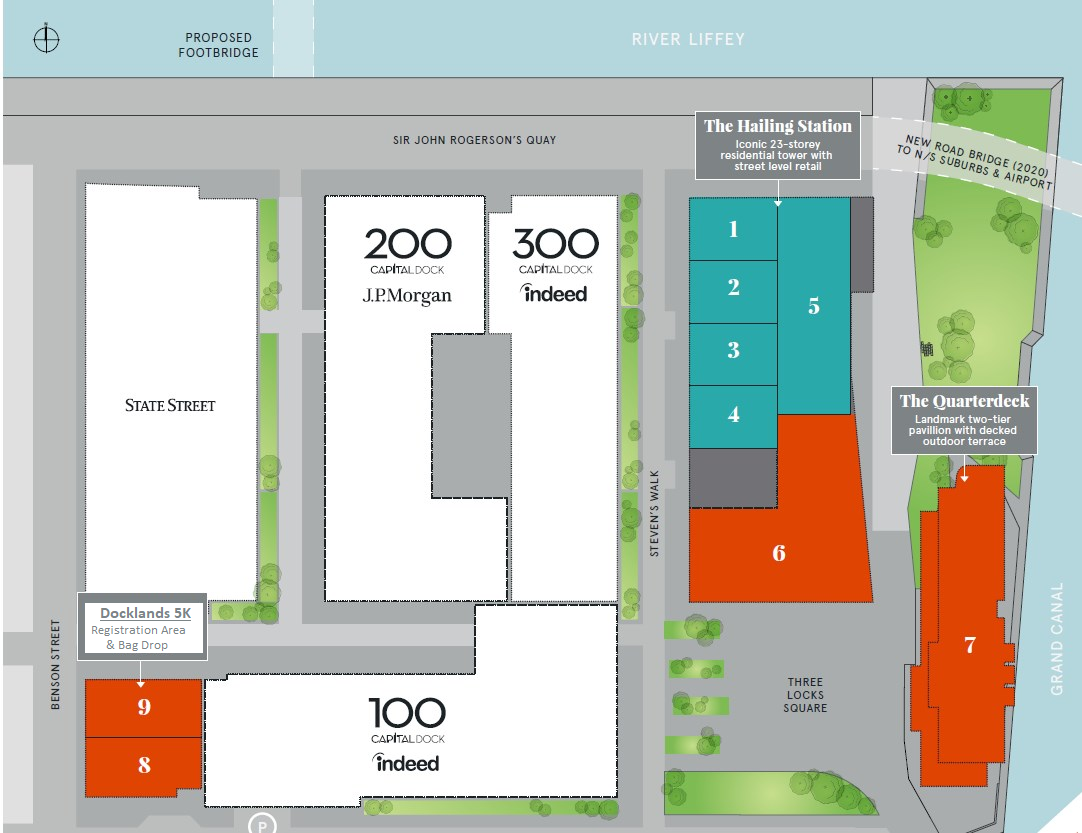 N
PROPOSED
FOOTBRIDGE
RIVER LIFFEY
SIR JOHN ROGERSON'S QUAY
The Hailing Station
Iconic 23-storey
residential tower with
street level retail
NEW ROAD BRIDGE (2020)
TO N/S SUBURBS & AIRPORT
200
CAPITAL DOCK
J.P.Morgan
300
CAPITAL DOCK
indeed
1
2
3
4
5
6
STATE STREET
The Quarterdeck
Landmark two-tier
pavillion with decked
outdoor terrace
STEVEN'S WALK
7
GRAND CANAL
Docklands 5K
Registration Area
& Bag Drop
BENSON STREET
9
8
100
CAPITAL DOCK
indeed
THREE
LOCKS
SQUARE
P